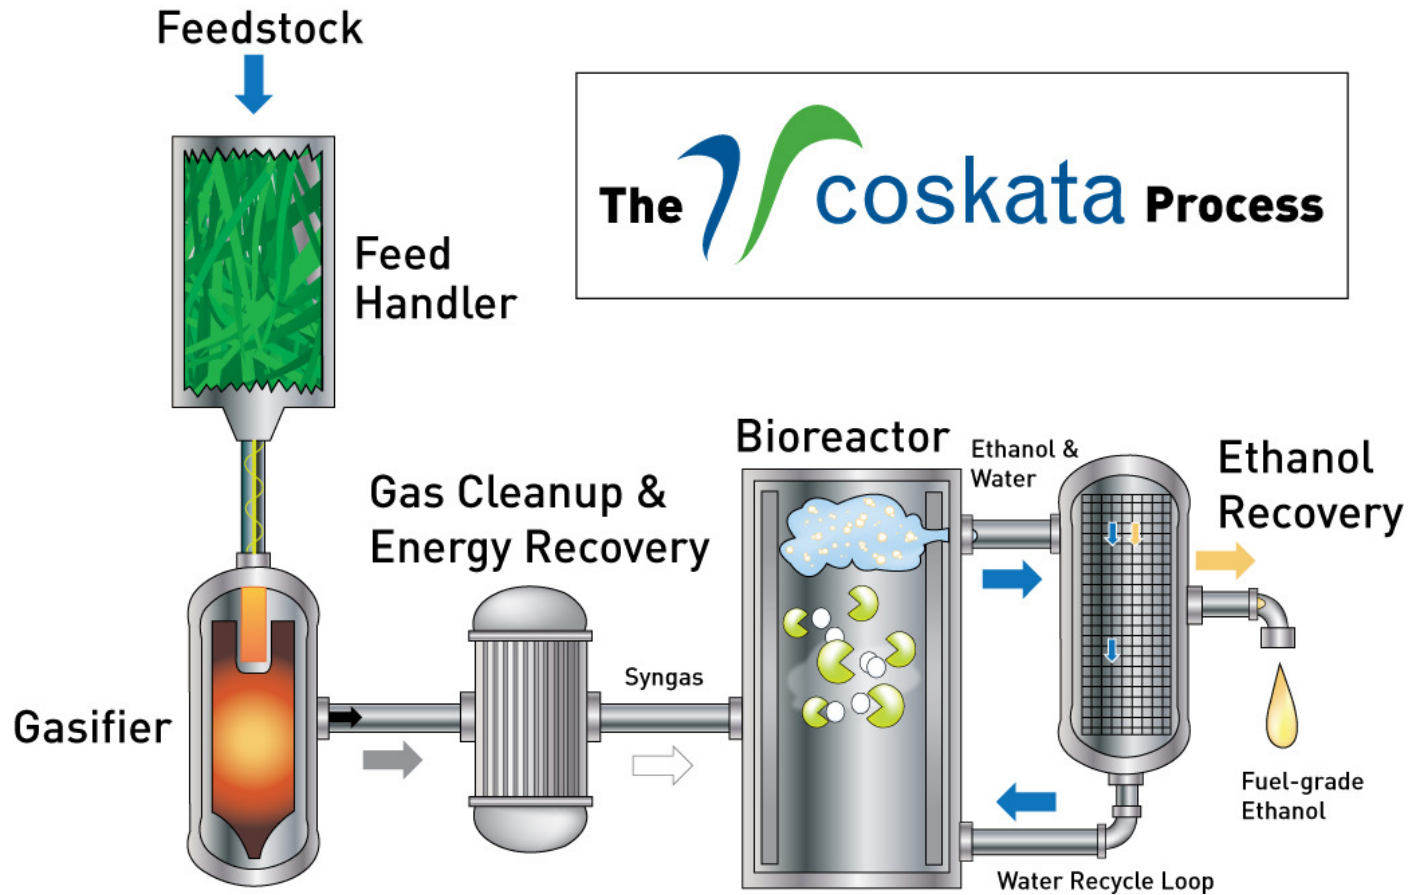 Feedstock
The coskata Process
Feed
Handler
Bioreactor
Ethanol &
Water
Ethanol
Recovery
Gas Cleanup &
Energy Recovery
Syngas
Gasifier
Fuel-grade
Ethanol
Water Recycle Loop